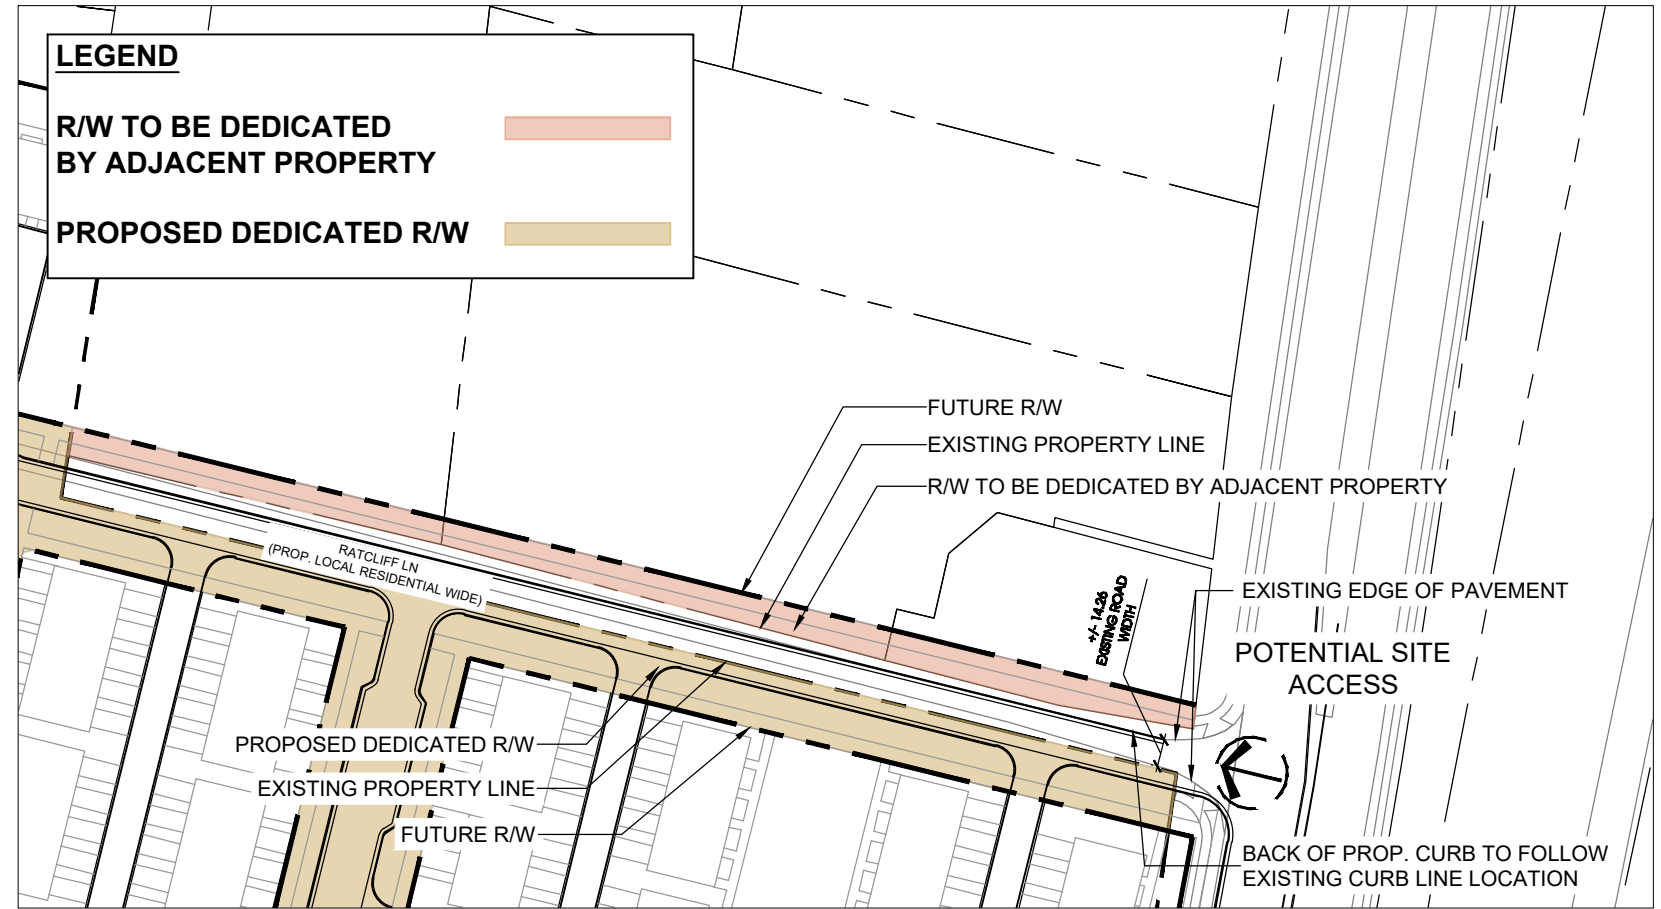 LEGEND
R/W TO BE DEDICATED
BY ADJACENT PROPERTY
PROPOSED DEDICATED R/W
FUTURE R/W
EXISTING PROPERTY LINE
R/W TO BE DEDICATED BY ADJACENT PROPERTY
RATCLIFF LN
(PROP. LOCAL RESIDENTIAL WIDE)
+/- 14.26
EXISTING ROAD
WIDTH
EXISTING EDGE OF PAVEMENT
POTENTIAL SITE
ACCESS
PROPOSED DEDICATED R/W
EXISTING PROPERTY LINE
FUTURE R/W
BACK OF PROP. CURB TO FOLLOW
EXISTING CURB LINE LOCATION